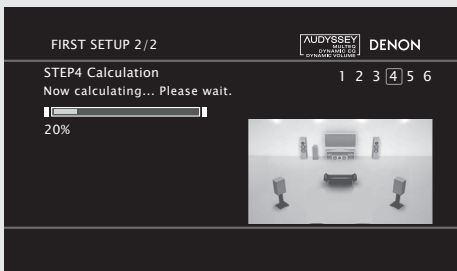 FIRST SETUP 2/2
AUDYSSEY
MULTEQ
DYNAMIC EQ
DYNAMIC VOLUME
DENON
STEP4 Calculation
1 2 3 4 5 6
Now calculating... Please wait.
20%